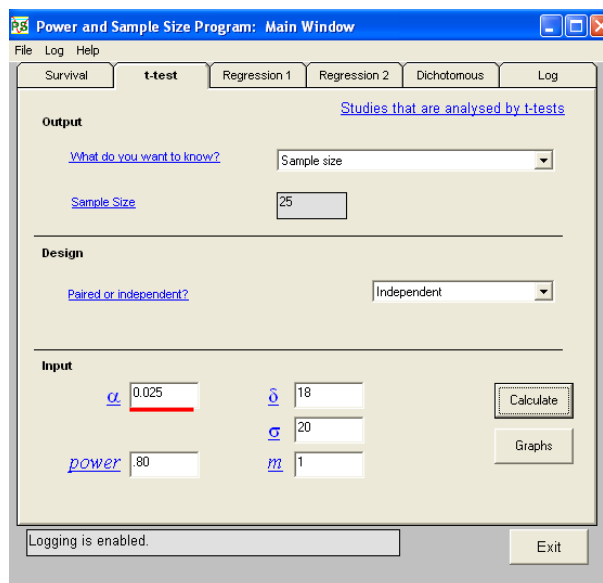 PS Power and Sample Size Program: Main Window
File Log Help
Survival t-test Regression 1 Regression 2 Dichotomous Log
Studies that are analysed by t-tests
Output
What do you want to know? Sample size
Sample Size 25
Design
Paired or independent? Independent
Input
α 0.025 δ 18 Calculate
σ 20
power .80 m 1 Graphs
Logging is enabled. Exit